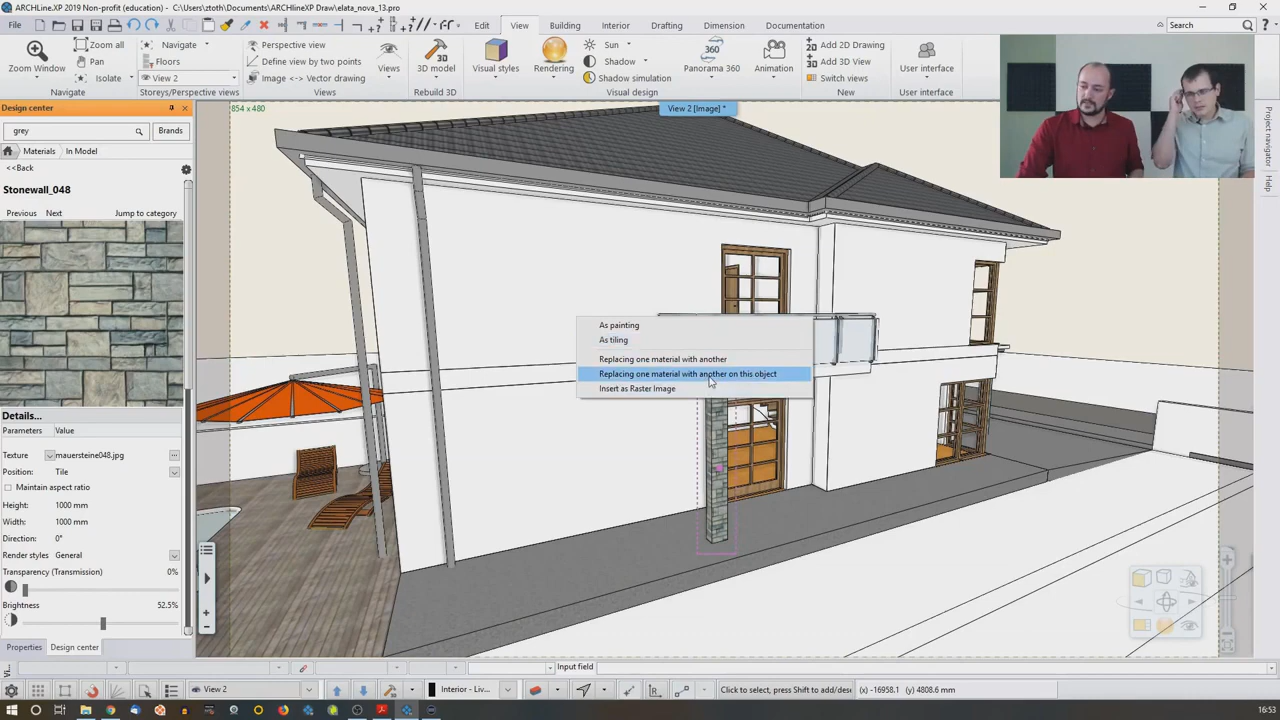 ARCHLine.XP 2019 Non-profit (education) - C:\Users\ztoth\Documents\ARCHlineXP Draw\elata_nova_13.pro
File Edit View Building Interior Drafting Dimension Documentation Search
Zoom Window
Zoom all
Pan
Isolate
Navigate
Navigate
Floors
View 2
Storeys/Perspective views
Perspective view
Define view by two points
Image <-> Vector drawing
Views
Views
3D model
Rebuild 3D
Visual styles
Rendering
Sun
Shadow
Shadow simulation
Panorama 360
Animation
Visual design
Add 2D Drawing
Add 3D View
Switch views
New
User interface
User interface
Design center
grey
Brands
Materials In Model
<<Back
Stonewall_048
Previous Next Jump to category
Details...
Parameters Value
Texture mauersteine048.jpg
Position: Tile
Maintain aspect ratio
Height: 1000 mm
Width: 1000 mm
Direction: 0°
Render styles General
Transparency (Transmission) 0%
Brightness 52.5%
Properties Design center
854 x 480
View 2 [Image] *
As painting
As tiling
Replacing one material with another
Replacing one material with another on this object
Insert as Raster Image
Project navigator
Help
Input field
View 2
Interior - Liv...
Click to select, press Shift to add/dese
(x) -16958.1 (y) 4808.6 mm
16:53